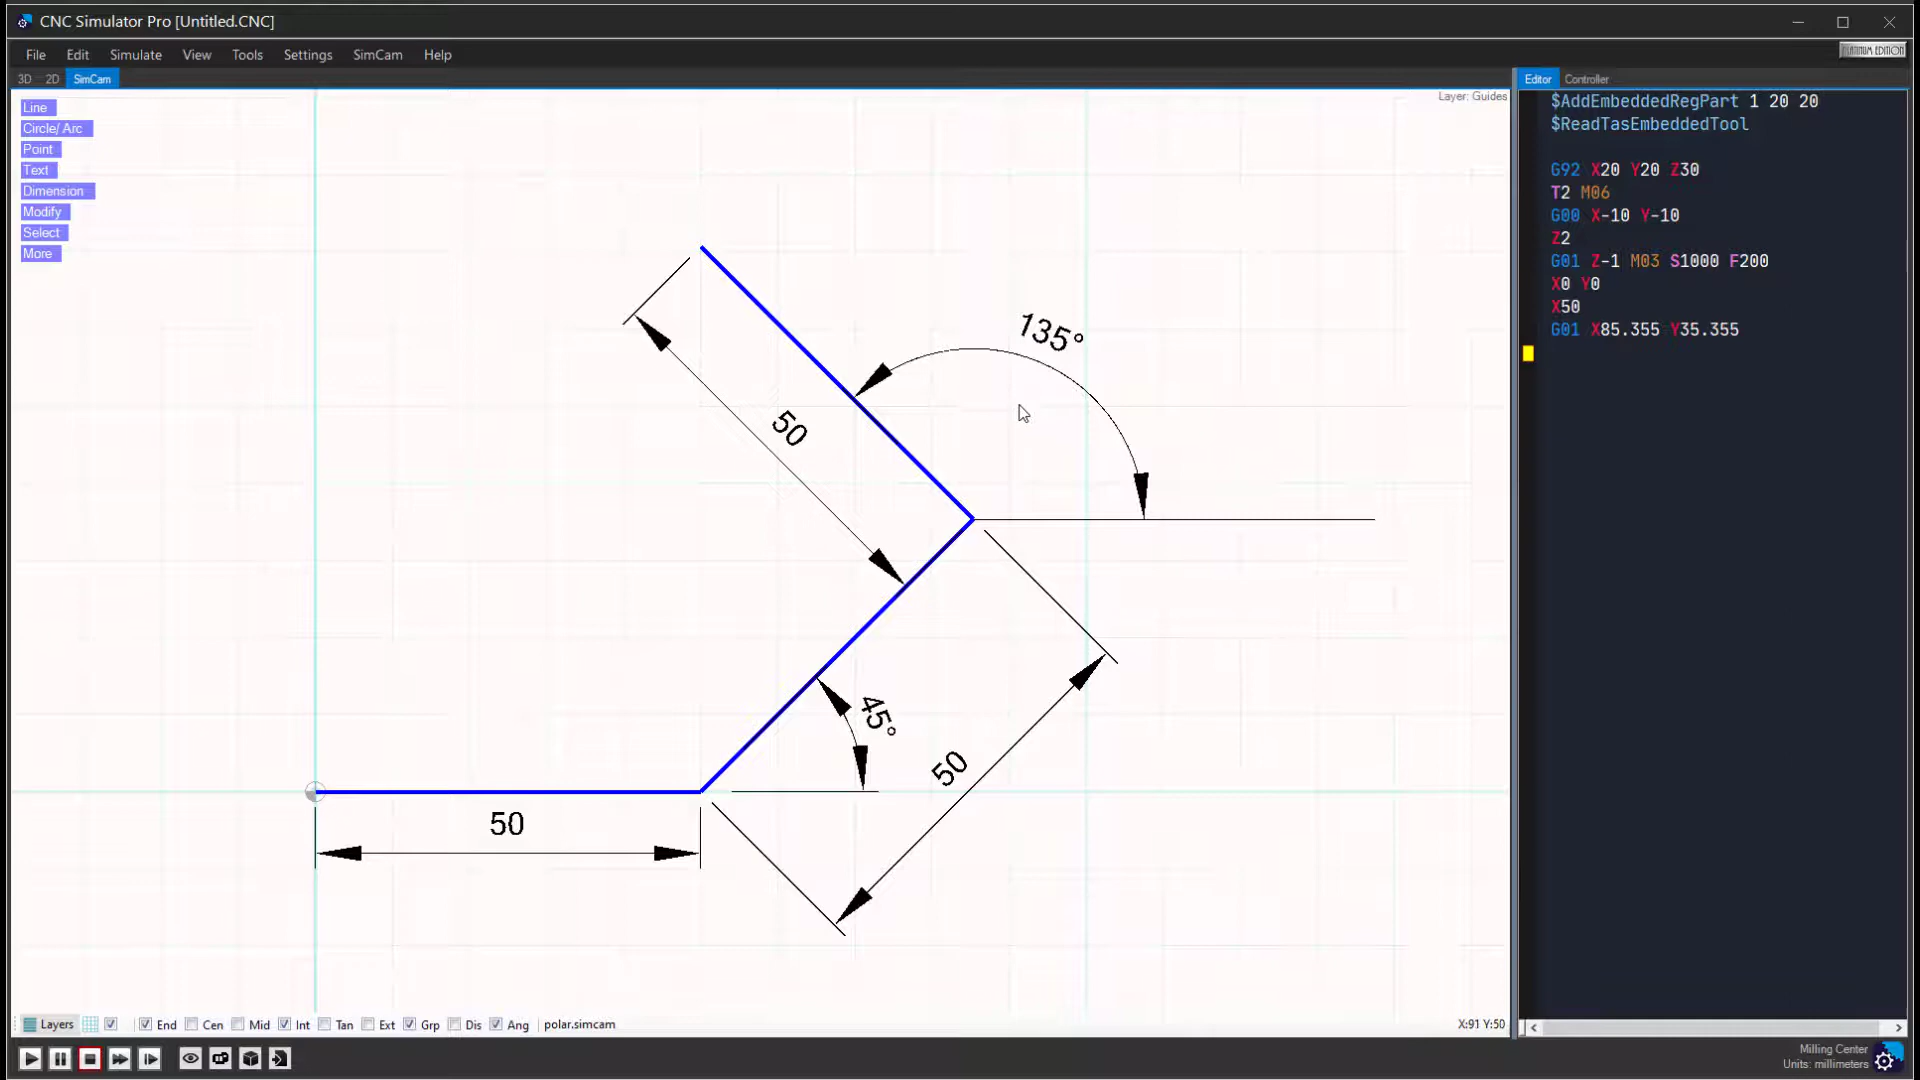 CNC Simulator Pro [Untitled.CNC]
File Edit Simulate View Tools Settings SimCam Help
PLATINUM EDITION
3D 2D SimCam
Editor Controller
Layer: Guides
Line
Circle/ Arc
Point
Text
Dimension
Modify
Select
More
135°
50
45°
50
50
$AddEmbeddedRegPart 1 20 20
$ReadTasEmbeddedTool
G92 X20 Y20 Z30
T2 M06
G00 X-10 Y-10
Z2
G01 Z-1 M03 S1000 F200
X0 Y0
X50
G01 X85.355 Y35.355
Layers End Cen Mid Int Tan Ext Grp Dis Ang polar.simcam
X:91 Y:50
Milling Center
Units: millimeters